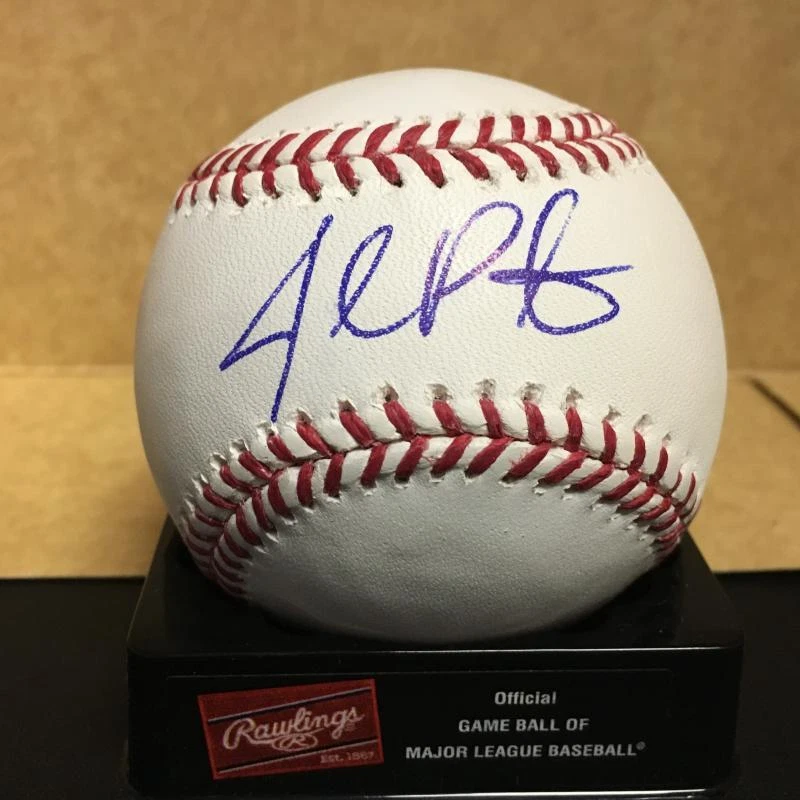 Rawlings®
R
Est. 1887
Official
GAME BALL OF
MAJOR LEAGUE BASEBALL®